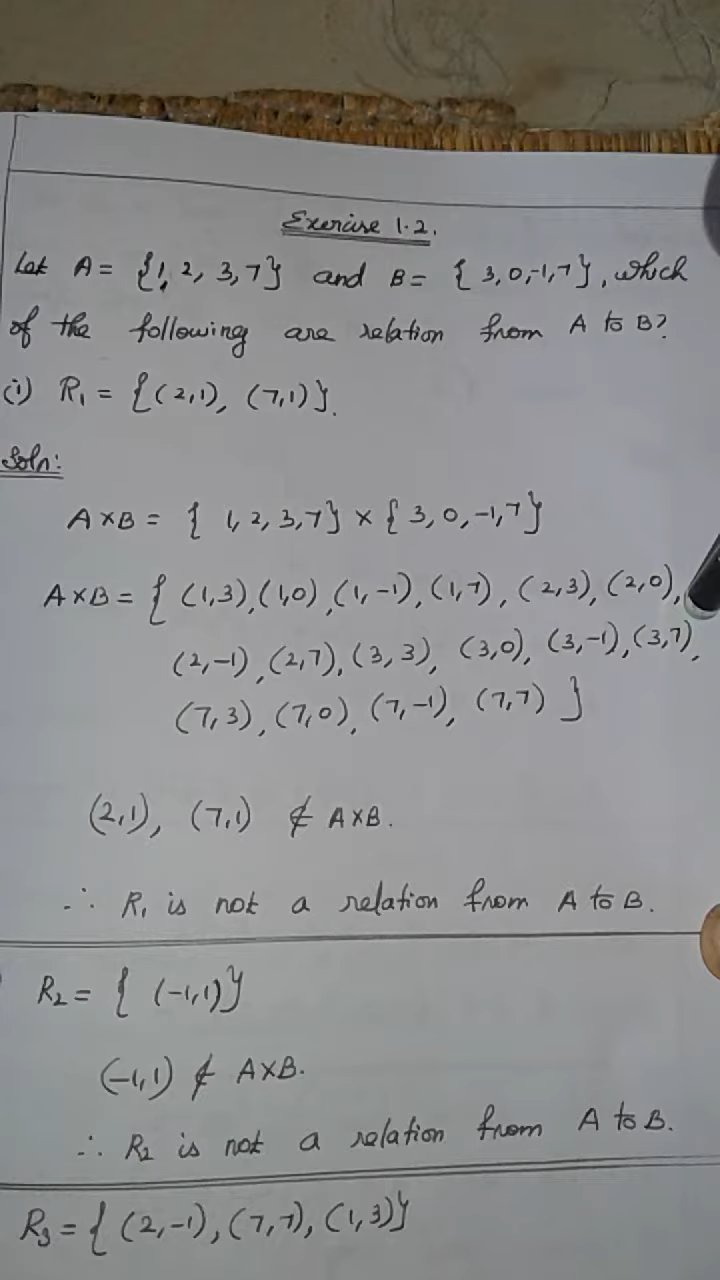 Exercise 1.2.
Let A = {1, 2, 3, 7} and B = {3, 0, -1, 7}, which
of the following are relation from A to B?
(i) R₁ = {(2,1), (7,1)}.
Soln:
A×B = {1, 2, 3, 7} × {3, 0, -1, 7}
A×B = { (1,3), (1,0), (1,-1), (1,7), (2,3), (2,0),
(2,-1), (2,7), (3,3), (3,0), (3,-1), (3,7),
(7,3), (7,0), (7,-1), (7,7) }
(2,1), (7,1) ∉ A×B.
∴ R₁ is not a relation from A to B.
R₂ = { (-1,1)}
(-1,1) ∉ A×B.
∴ R₂ is not a relation from A to B.
R₃ = { (2,-1), (7,7), (1,3)}